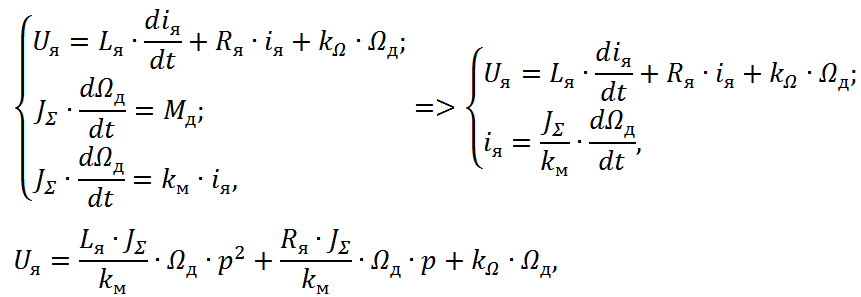 U_я = L_я · di_я/dt + R_я · i_я + k_Ω · Ω_д;
J_Σ · dΩ_д/dt = M_д;
J_Σ · dΩ_д/dt = k_м · i_я,
=>
U_я = L_я · di_я/dt + R_я · i_я + k_Ω · Ω_д;
i_я = J_Σ/k_м · dΩ_д/dt,
U_я = L_я · J_Σ/k_м · Ω_д · p² + R_я · J_Σ/k_м · Ω_д · p + k_Ω · Ω_д,